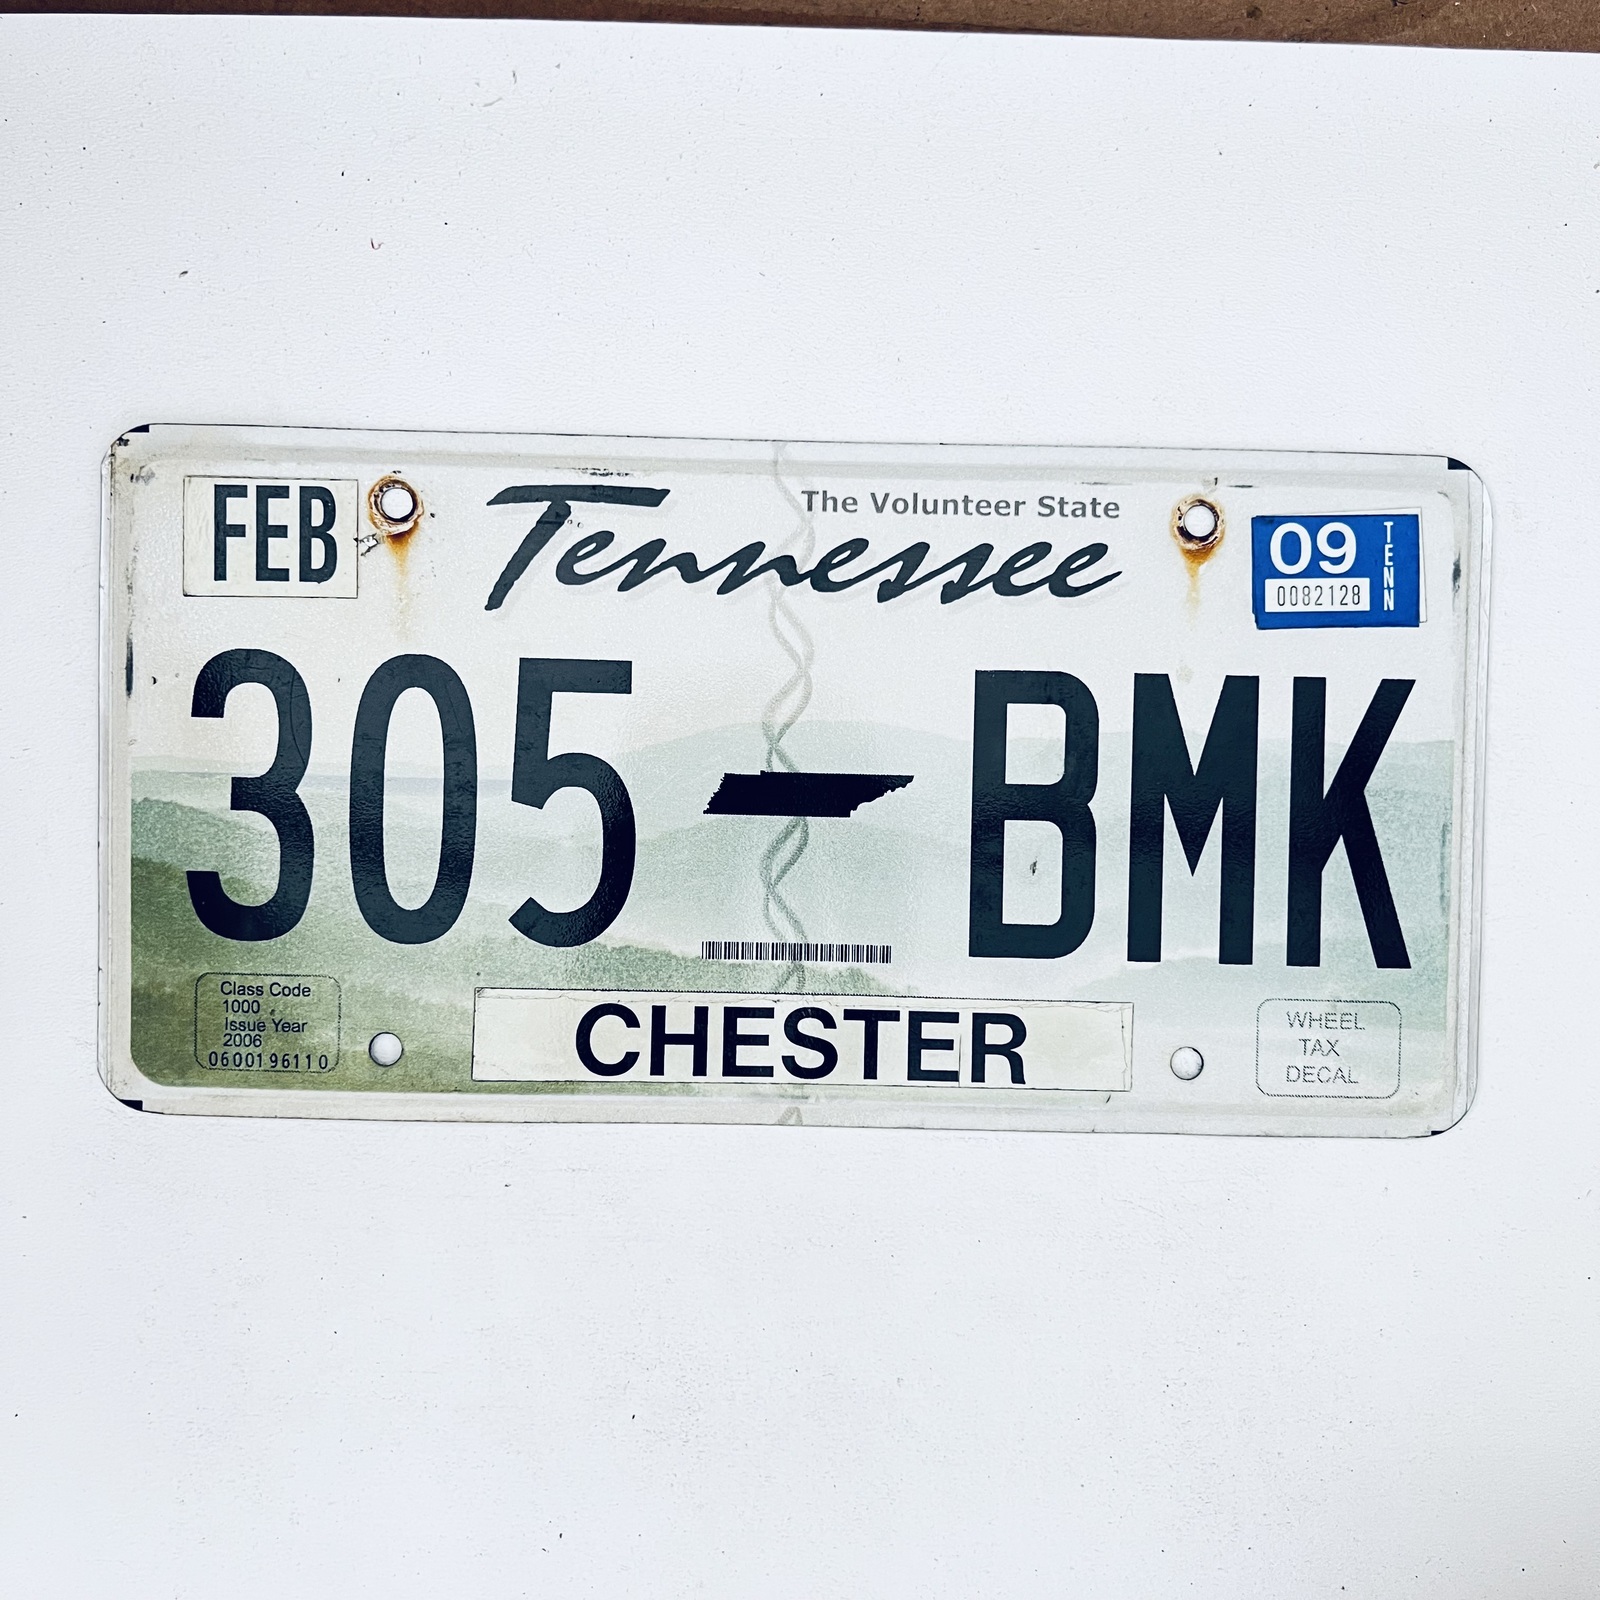 FEB
The Volunteer State
Tennessee
09
TENN
0082128
305 BMK
Class Code
1000
Issue Year
2006
0600196110
CHESTER
WHEEL
TAX
DECAL